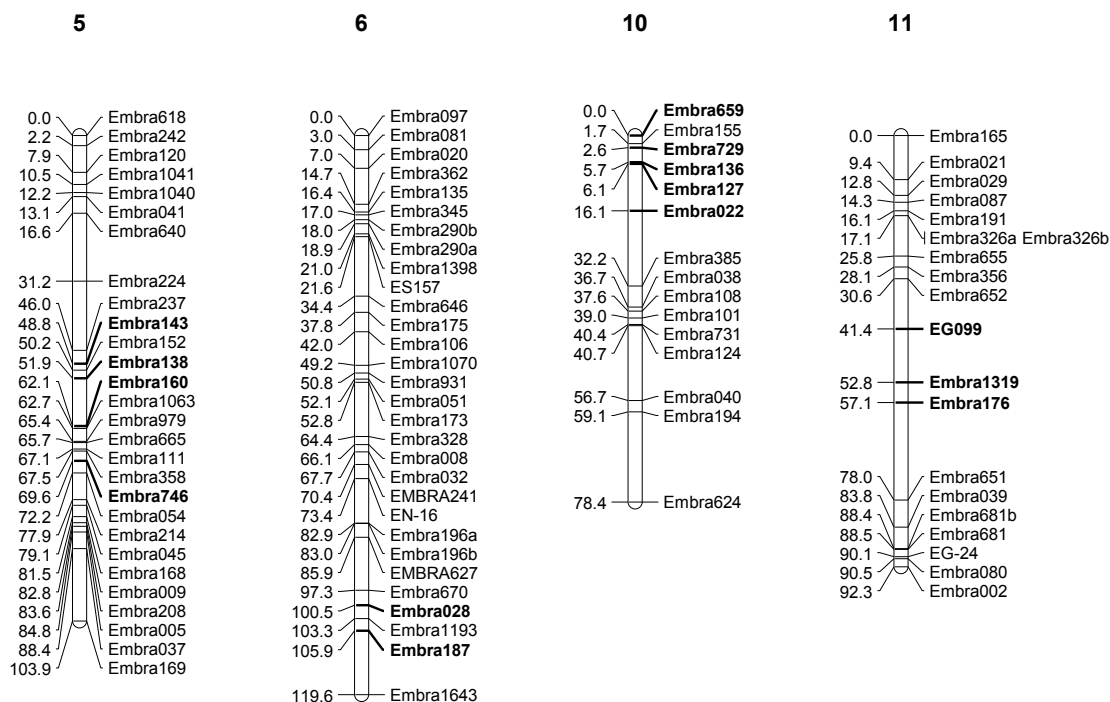 5
0.0 Embra618
2.2 Embra242
7.9 Embra120
10.5 Embra1041
12.2 Embra1040
13.1 Embra041
16.6 Embra640
31.2 Embra224
46.0 Embra237
48.8 Embra143
50.2 Embra152
51.9 Embra138
62.1 Embra160
62.7 Embra1063
65.4 Embra979
65.7 Embra665
67.1 Embra111
67.5 Embra358
69.6 Embra746
72.2 Embra054
77.9 Embra214
79.1 Embra045
81.5 Embra168
82.8 Embra009
83.6 Embra208
84.8 Embra005
88.4 Embra037
103.9 Embra169
6
0.0 Embra097
3.0 Embra081
7.0 Embra020
14.7 Embra362
16.4 Embra135
17.0 Embra345
18.0 Embra290b
18.9 Embra290a
21.0 Embra1398
21.6 ES157
34.4 Embra646
37.8 Embra175
42.0 Embra106
49.2 Embra1070
50.8 Embra931
52.1 Embra051
52.8 Embra173
64.4 Embra328
66.1 Embra008
67.7 Embra032
70.4 EMBRA241
73.4 EN-16
82.9 Embra196a
83.0 Embra196b
85.9 EMBRA627
97.3 Embra670
100.5 Embra028
103.3 Embra1193
105.9 Embra187
119.6 Embra1643
10
0.0 Embra659
1.7 Embra155
2.6 Embra729
5.7 Embra136
6.1 Embra127
16.1 Embra022
32.2 Embra385
36.7 Embra038
37.6 Embra108
39.0 Embra101
40.4 Embra731
40.7 Embra124
56.7 Embra040
59.1 Embra194
78.4 Embra624
11
0.0 Embra165
9.4 Embra021
12.8 Embra029
14.3 Embra087
16.1 Embra191
17.1 Embra326a Embra326b
25.8 Embra655
28.1 Embra356
30.6 Embra652
41.4 EG099
52.8 Embra1319
57.1 Embra176
78.0 Embra651
83.8 Embra039
88.4 Embra681b
88.5 Embra681
90.1 EG-24
90.5 Embra080
92.3 Embra002